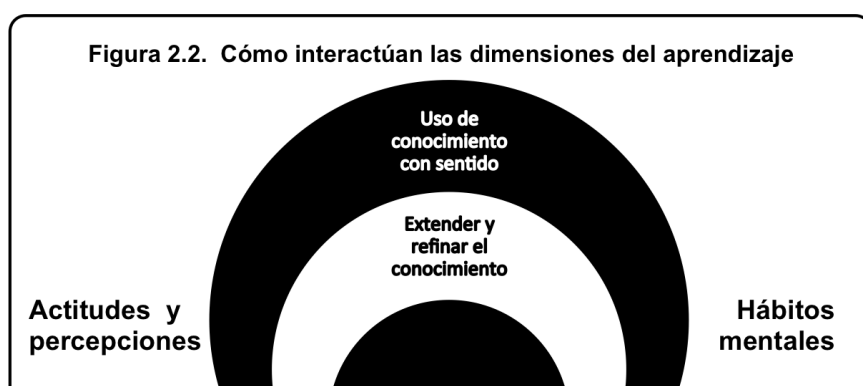 Figura 2.2. Cómo interactúan las dimensiones del aprendizaje
Uso de
conocimiento
con sentido
Extender y
refinar el
conocimiento
Actitudes y
percepciones
Hábitos
mentales